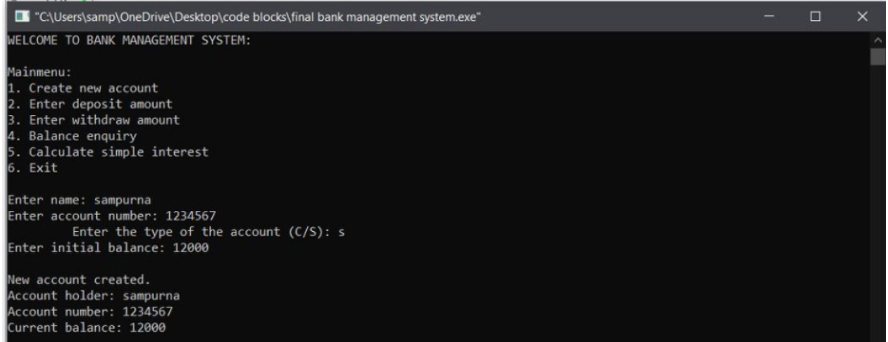 "C:\Users\samp\OneDrive\Desktop\code blocks\final bank management system.exe"
WELCOME TO BANK MANAGEMENT SYSTEM:
Mainmenu:
1. Create new account
2. Enter deposit amount
3. Enter withdraw amount
4. Balance enquiry
5. Calculate simple interest
6. Exit
Enter name: sampurna
Enter account number: 1234567
Enter the type of the account (C/S): s
Enter initial balance: 12000
New account created.
Account holder: sampurna
Account number: 1234567
Current balance: 12000